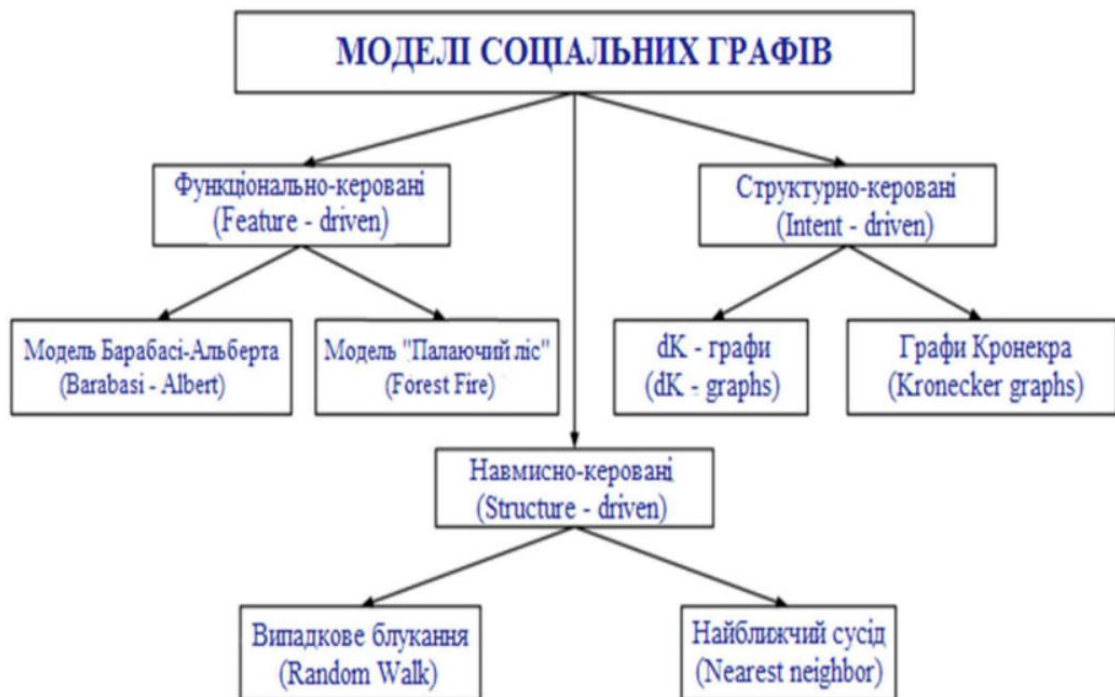 МОДЕЛІ СОЦІАЛЬНИХ ГРАФІВ
Функціонально-керовані
(Feature - driven)
Структурно-керовані
(Intent - driven)
Модель Барабасі-Альберта
(Barabasi - Albert)
Модель "Палаючий ліс"
(Forest Fire)
dK - графи
(dK - graphs)
Графи Кронекра
(Kronecker graphs)
Навмисно-керовані
(Structure - driven)
Випадкове блукання
(Random Walk)
Найближчий сусід
(Nearest neighbor)